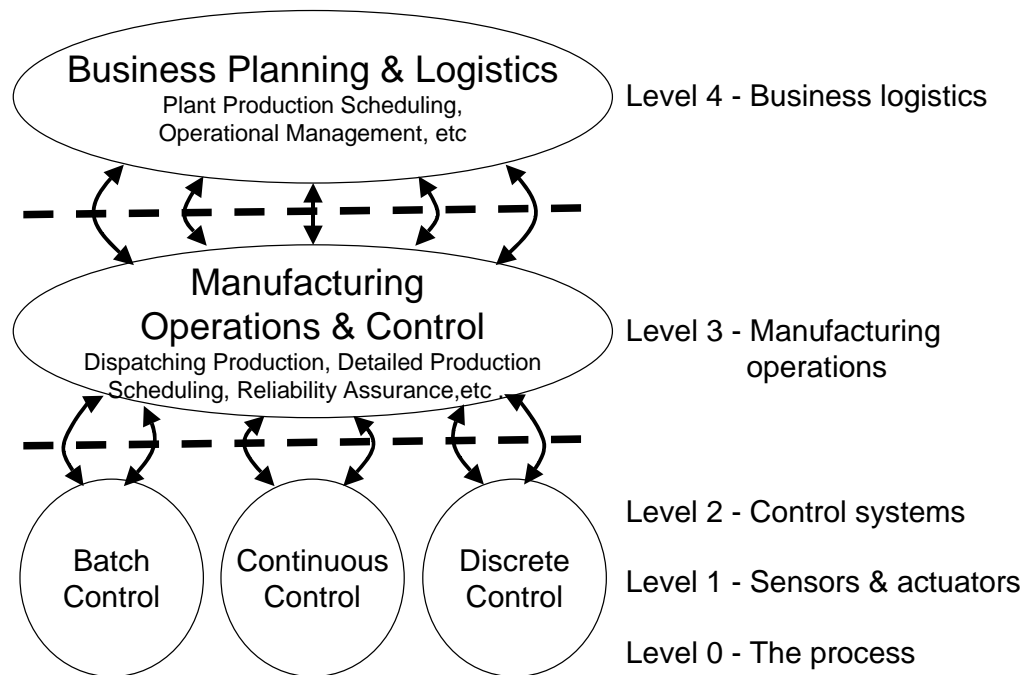 Business Planning & Logistics
Plant Production Scheduling,
Operational Management, etc
Level 4 - Business logistics
Manufacturing
Operations & Control
Dispatching Production, Detailed Production
Scheduling, Reliability Assurance,etc .
Level 3 - Manufacturing
operations
Batch
Control
Continuous
Control
Discrete
Control
Level 2 - Control systems
Level 1 - Sensors & actuators
Level 0 - The process